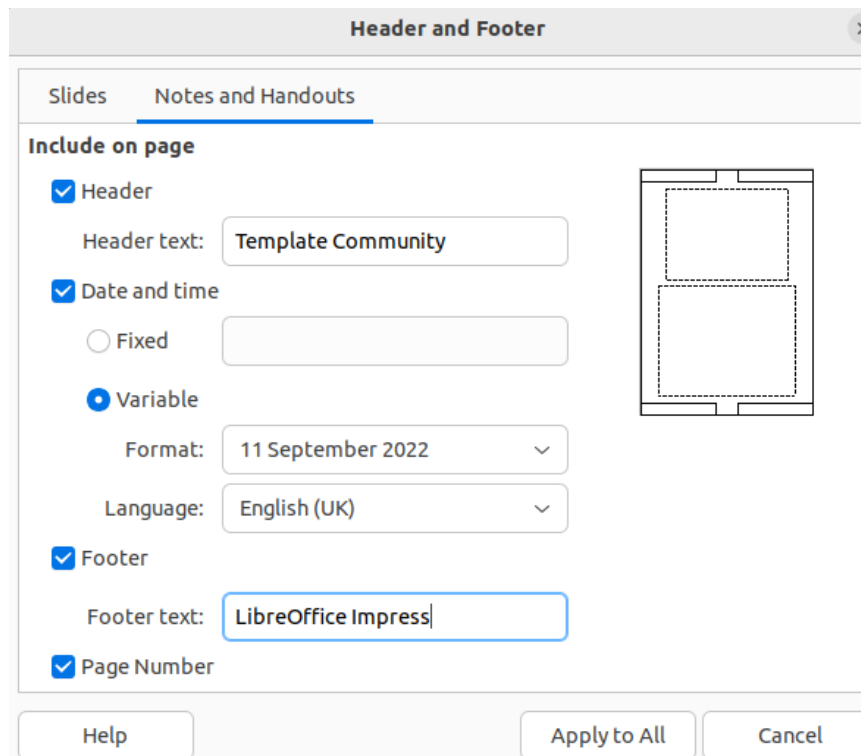 Header and Footer
Slides Notes and Handouts
Include on page
Header
Header text: Template Community
Date and time
Fixed
Variable
Format: 11 September 2022
Language: English (UK)
Footer
Footer text: LibreOffice Impress
Page Number
Help Apply to All Cancel